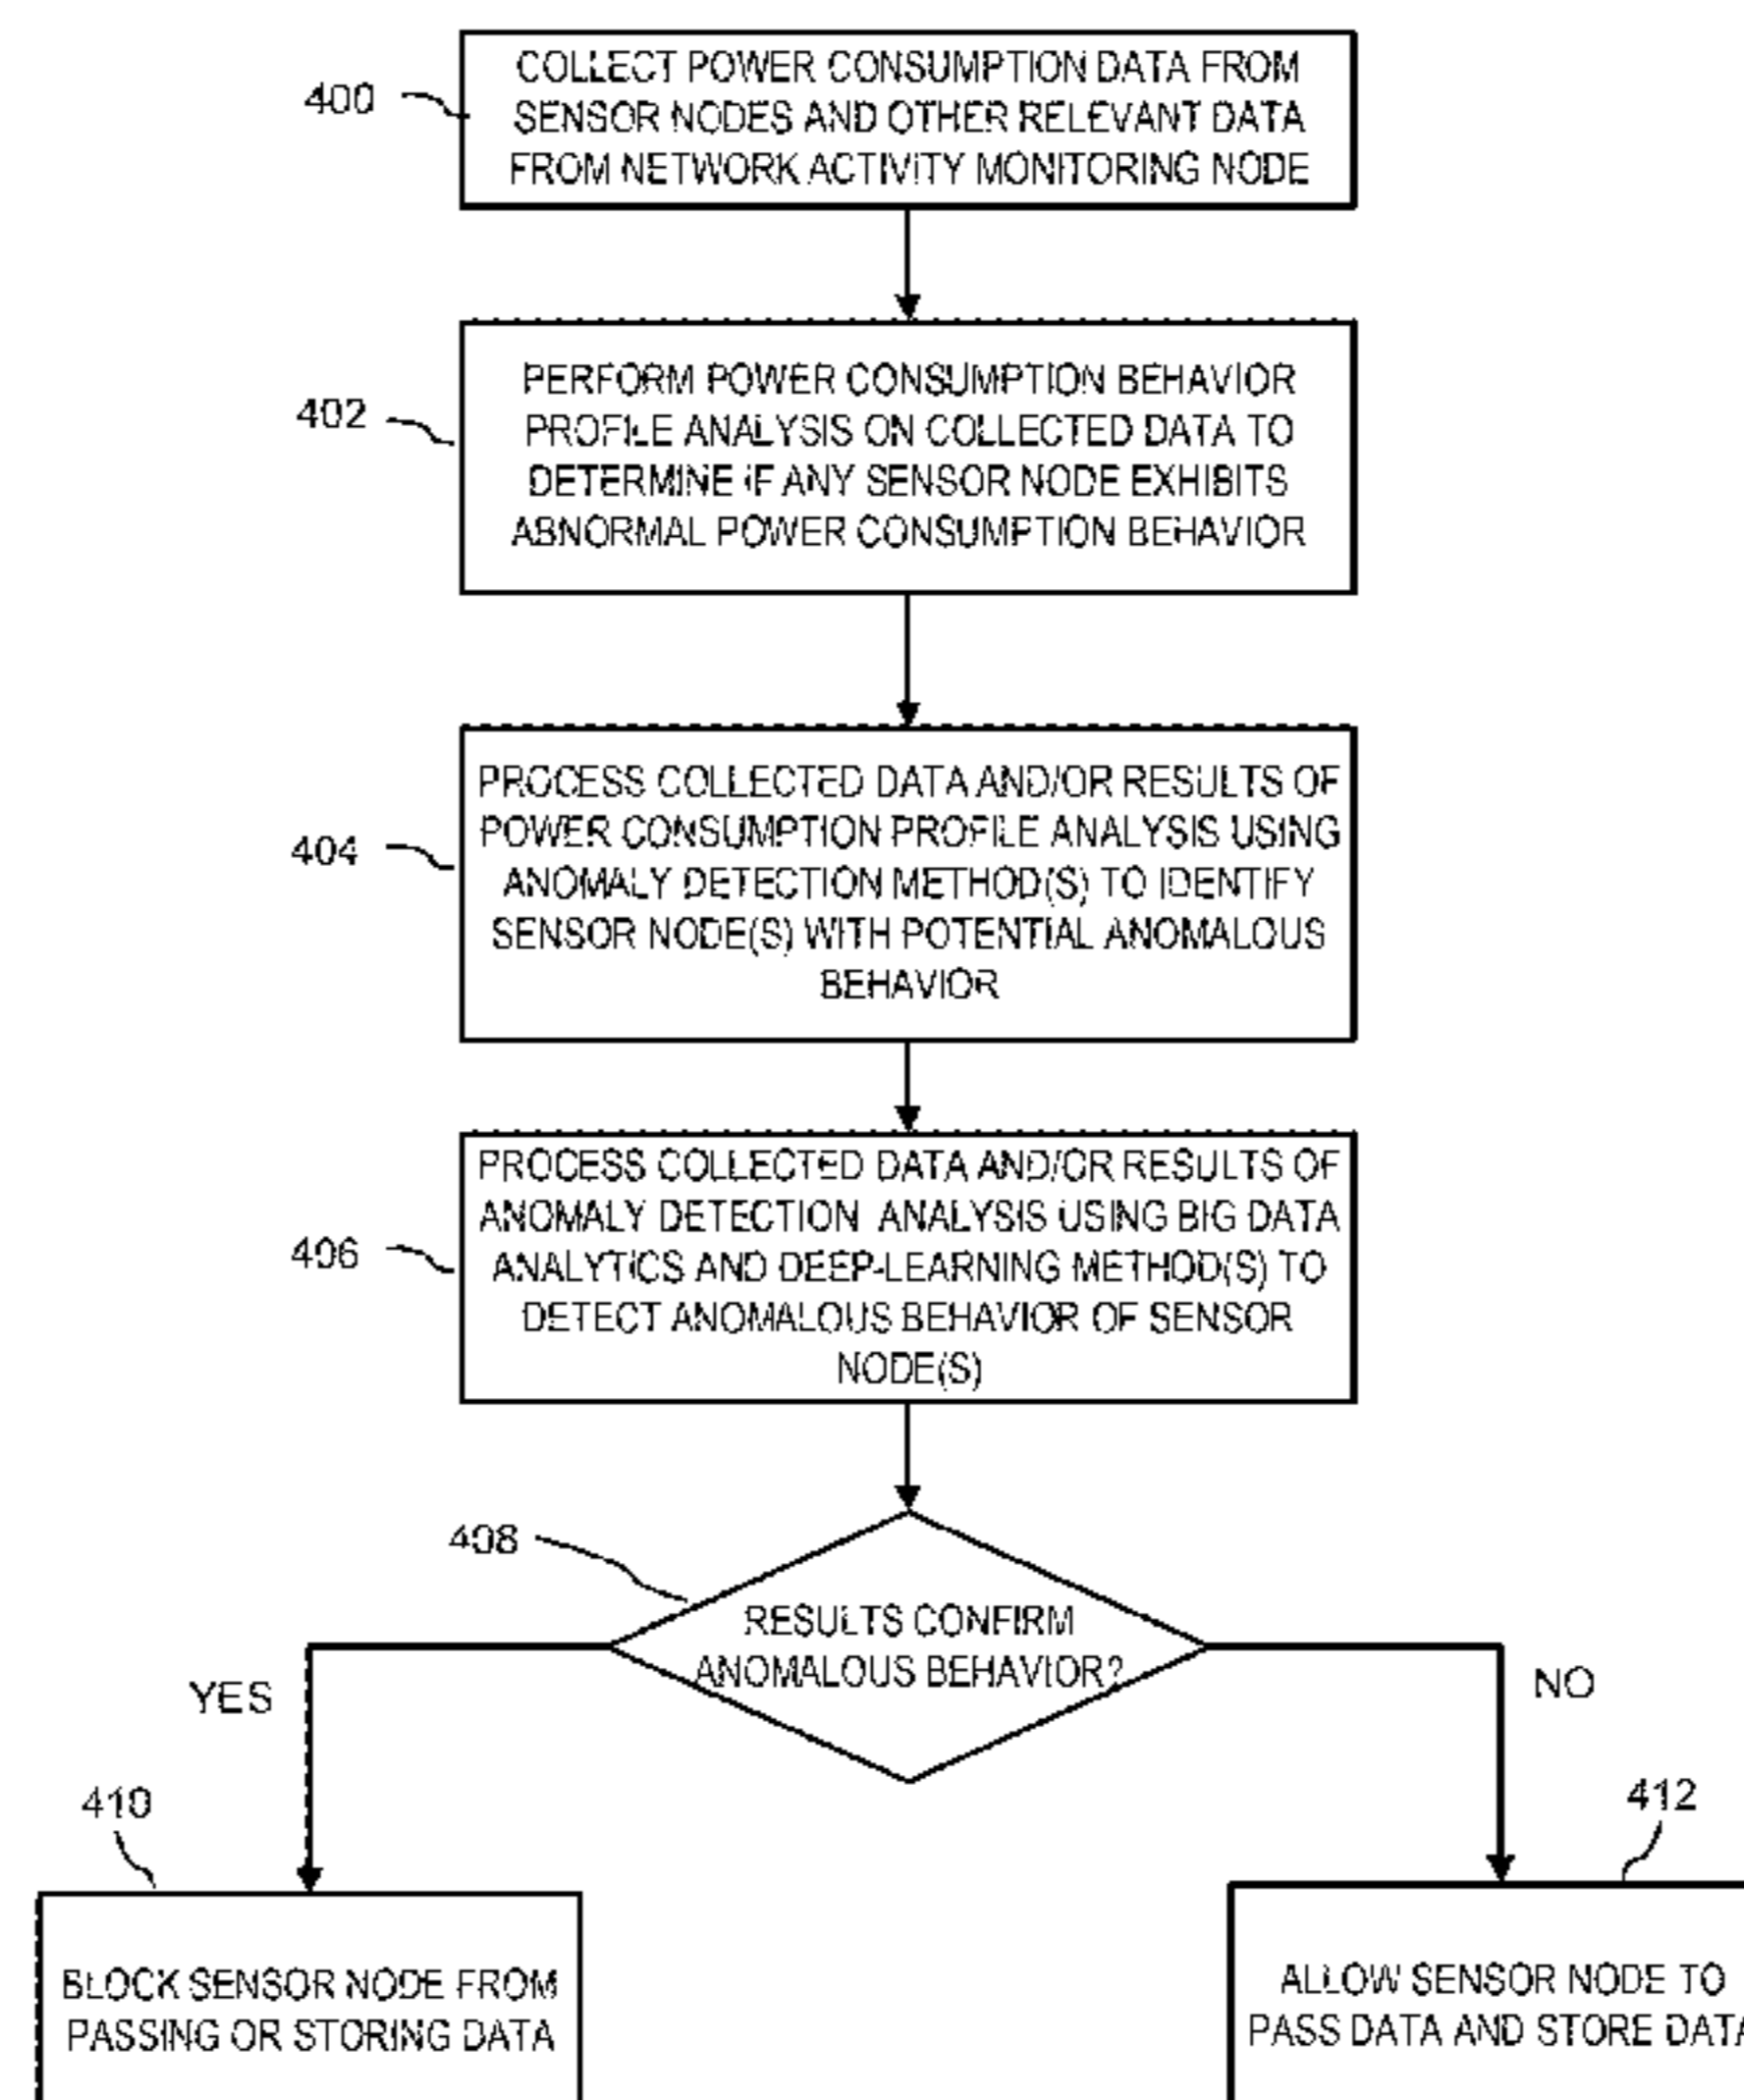 400
COLLECT POWER CONSUMPTION DATA FROM
SENSOR NODES AND OTHER RELEVANT DATA
FROM NETWORK ACTIVITY MONITORING NODE
402
PERFORM POWER CONSUMPTION BEHAVIOR
PROFILE ANALYSIS ON COLLECTED DATA TO
DETERMINE IF ANY SENSOR NODE EXHIBITS
ABNORMAL POWER CONSUMPTION BEHAVIOR
404
PROCESS COLLECTED DATA AND/OR RESULTS OF
POWER CONSUMPTION PROFILE ANALYSIS USING
ANOMALY DETECTION METHOD(S) TO IDENTIFY
SENSOR NODE(S) WITH POTENTIAL ANOMALOUS
BEHAVIOR
406
PROCESS COLLECTED DATA AND/OR RESULTS OF
ANOMALY DETECTION ANALYSIS USING BIG DATA
ANALYTICS AND DEEP-LEARNING METHOD(S) TO
DETECT ANOMALOUS BEHAVIOR OF SENSOR
NODE(S)
408
RESULTS CONFIRM
ANOMALOUS BEHAVIOR?
YES
NO
410
BLOCK SENSOR NODE FROM
PASSING OR STORING DATA
412
ALLOW SENSOR NODE TO
PASS DATA AND STORE DATA